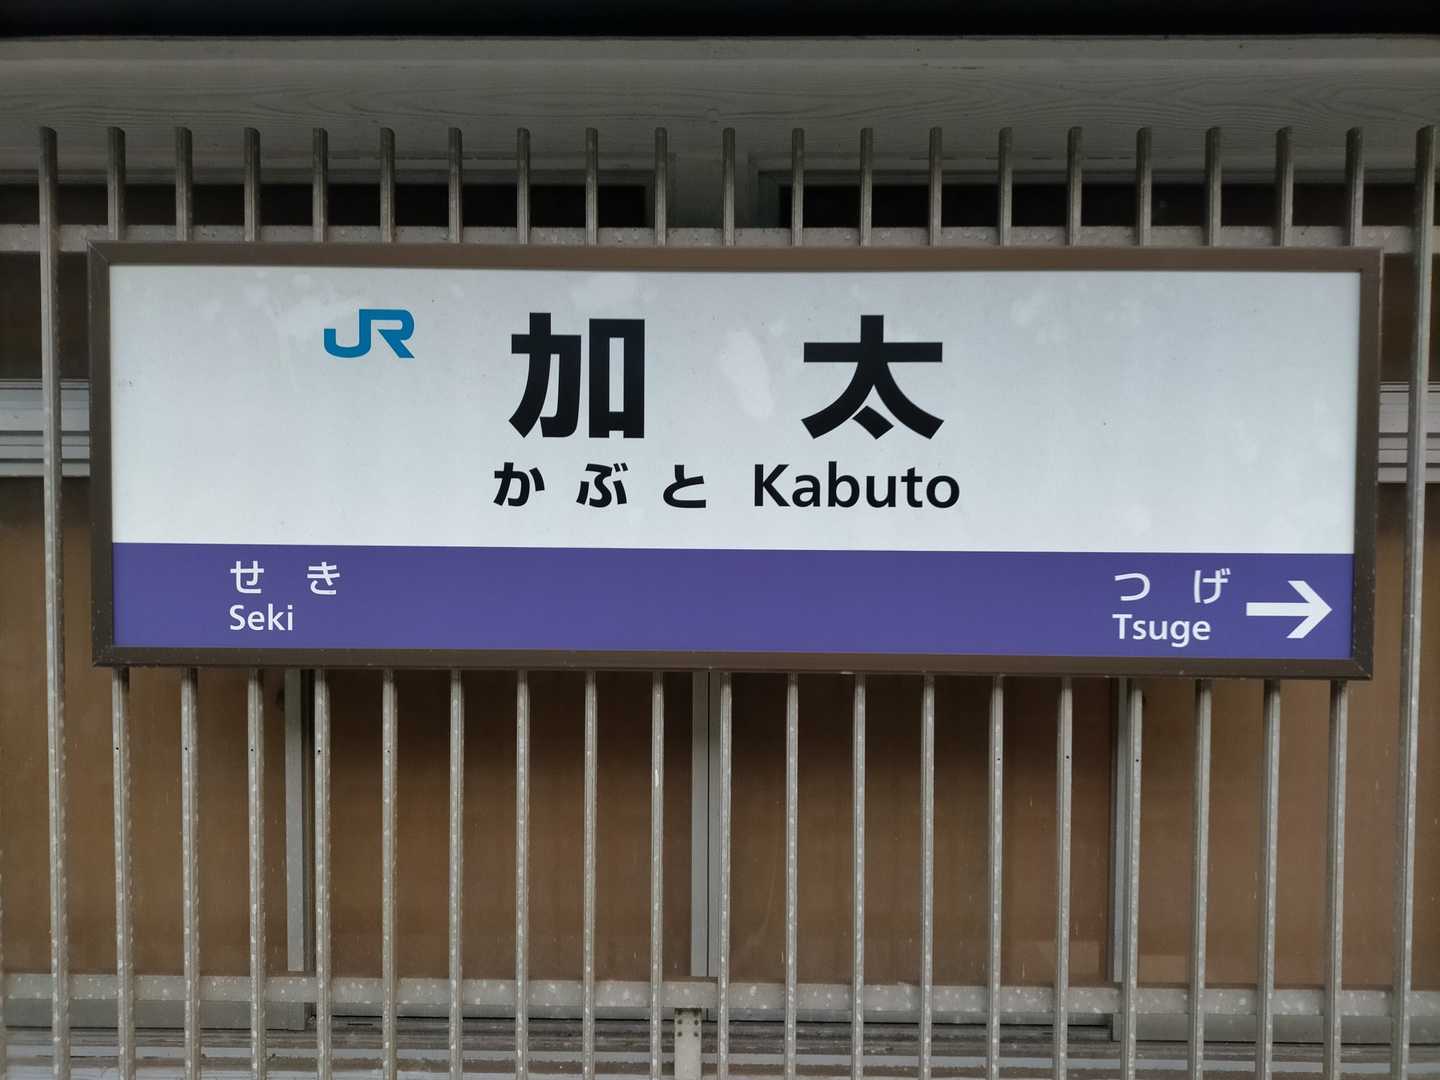 JR
加太
かぶと Kabuto
せき
Seki
つげ
Tsuge →